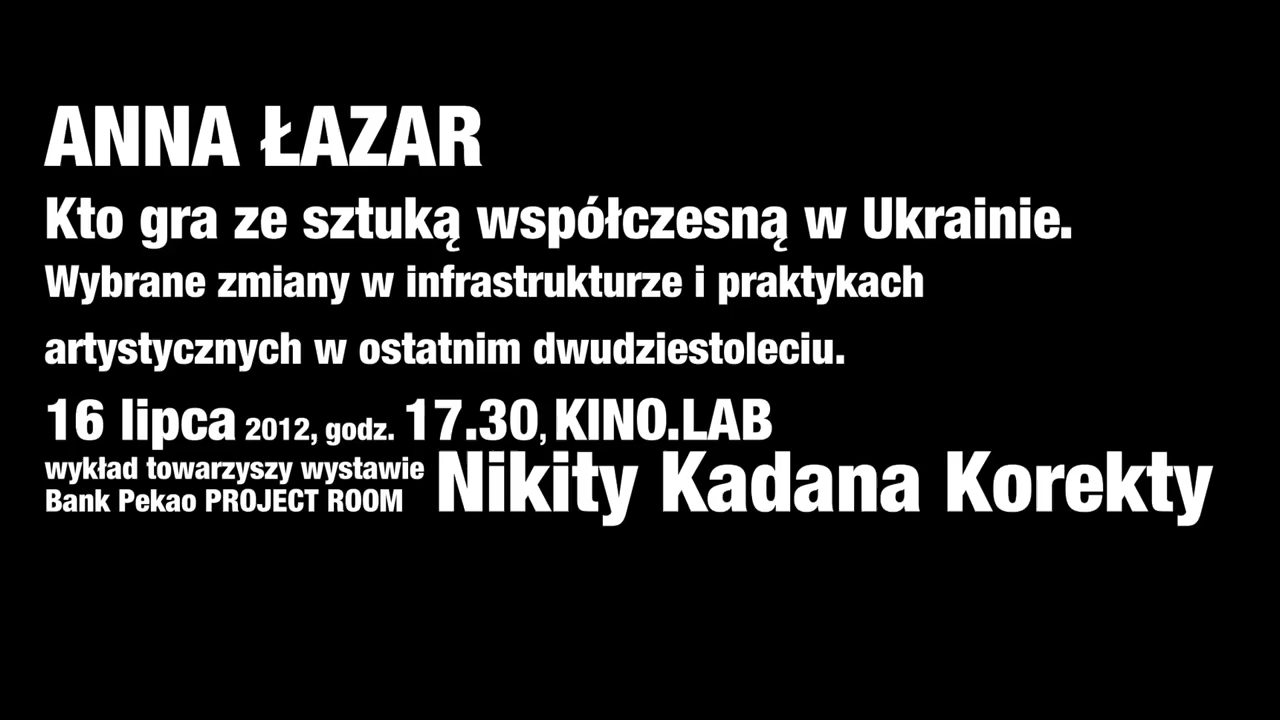 ANNA ŁAZAR
Kto gra ze sztuką współczesną w Ukrainie.
Wybrane zmiany w infrastrukturze i praktykach
artystycznych w ostatnim dwudziestoleciu.
16 lipca 2012, godz. 17.30, KINO.LAB
wykład towarzyszy wystawie
Bank Pekao PROJECT ROOM
Nikity Kadana Korekty